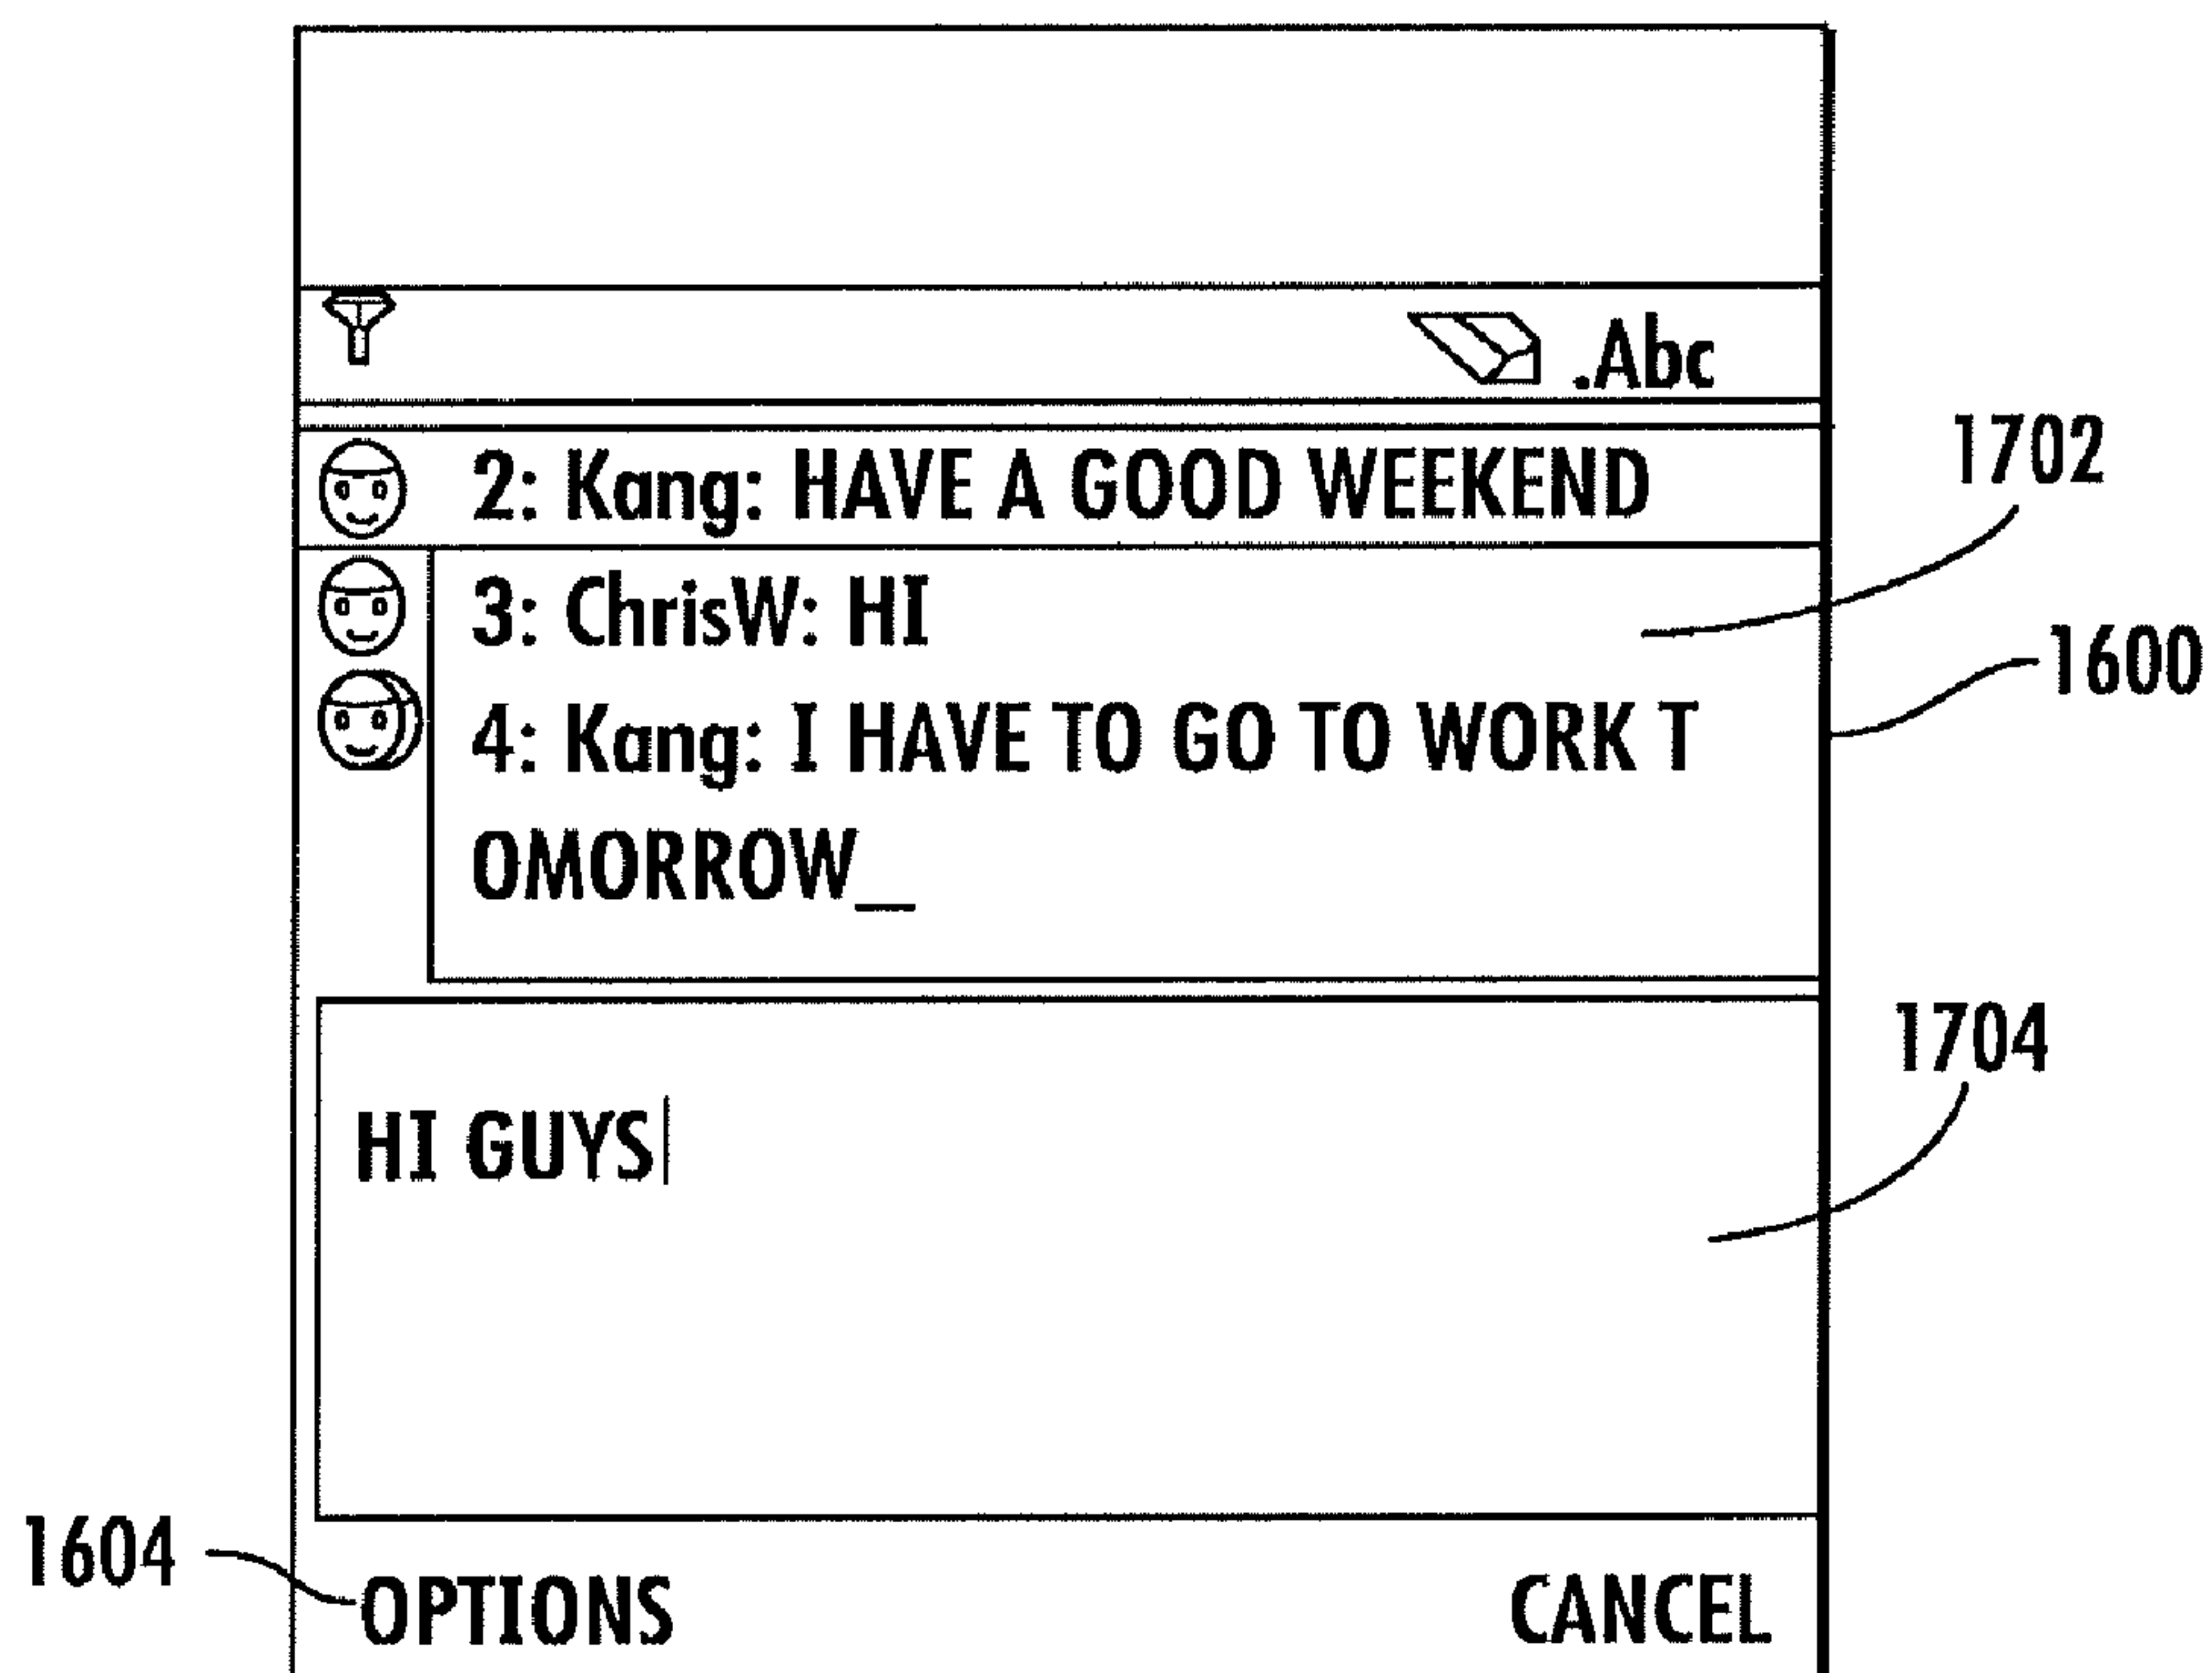 .Abc
2: Kang: HAVE A GOOD WEEKEND
1702
3: ChrisW: HI
1600
4: Kang: I HAVE TO GO TO WORK T
OMORROW_
1704
HI GUYS
1604
OPTIONS
CANCEL